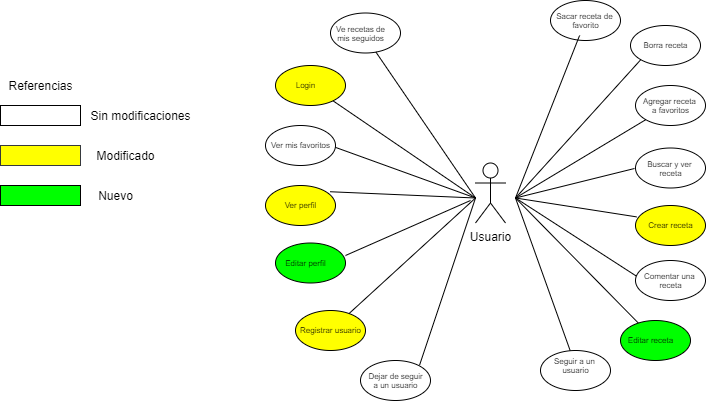 Referencias
Sin modificaciones
Modificado
Nuevo
Ve recetas de
mis seguidos
Login
Ver mis favoritos
Ver perfil
Editar perfil
Registrar usuario
Dejar de seguir
a un usuario
Usuario
Sacar receta de
favorito
Borra receta
Agregar receta
a favoritos
Buscar y ver
receta
Crear receta
Comentar una
receta
Editar receta
Seguir a un
usuario